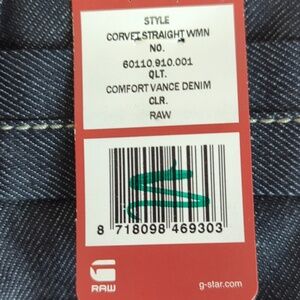 STYLE
CORVET STRAIGHT WMN
NO.
60110.910.001
QLT.
COMFORT VANCE DENIM
CLR.
RAW
8 718098 469303
RAW
g-star.com